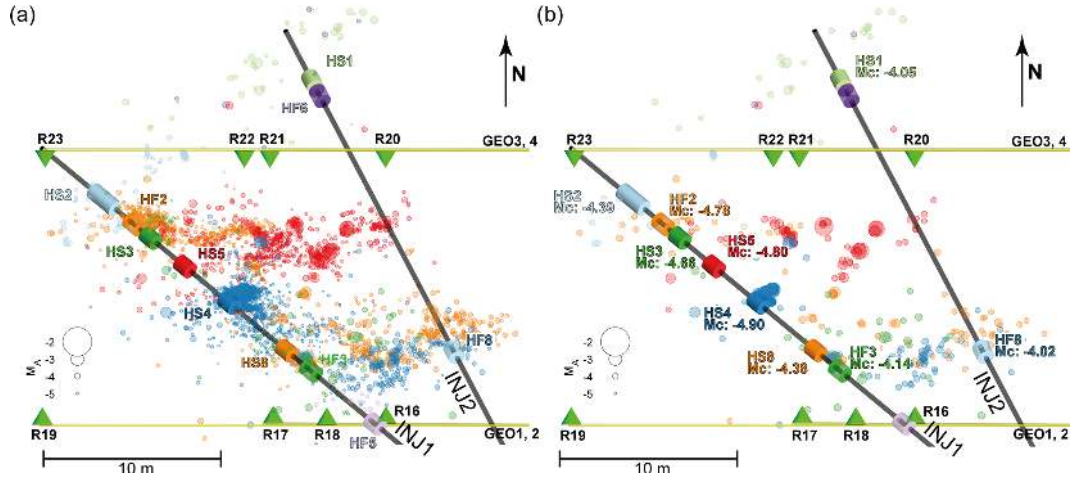 (a)
HS1
N
HF6
R23
R22
R21
R20
GEO3, 4
HS2
HF2
HS3
HS5
HS4
HS8
HF3
HF8
-2
-3
-4
-5
MA
INJ2
INJ1
R16
R19
R17
R18
HF5
GEO1, 2
10 m
(b)
HS1
Mc: -4.05
N
R23
R22
R21
R20
GEO3, 4
HS2
Mc: -4.39
HF2
Mc: -4.78
HS3
Mc: -4.88
HS5
Mc: -4.80
HS4
Mc: -4.90
HS8
Mc: -4.38
HF3
Mc: -4.14
HF8
Mc: -4.02
-2
-3
-4
-5
MA
INJ2
INJ1
R16
R19
R17
R18
GEO1, 2
10 m